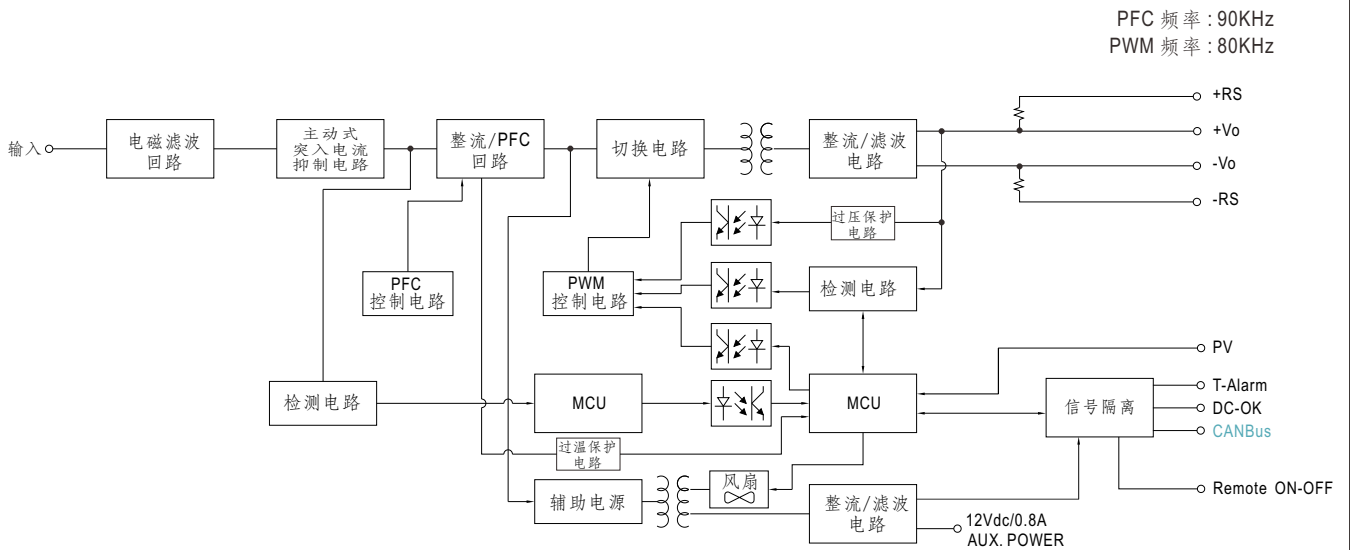 PFC 频率 : 90KHz
PWM 频率 : 80KHz
+RS
+Vo
-Vo
-RS
输入
电磁滤波
回路
主动式
突入电流
抑制电路
整流/PFC
回路
切换电路
整流/滤波
电路
过压保护
电路
PFC
控制电路
PWM
控制电路
检测电路
PV
检测电路
MCU
MCU
信号隔离
T-Alarm
DC-OK
CANBus
过温保护
电路
辅助电源
风扇
整流/滤波
电路
Remote ON-OFF
12Vdc/0.8A
AUX. POWER